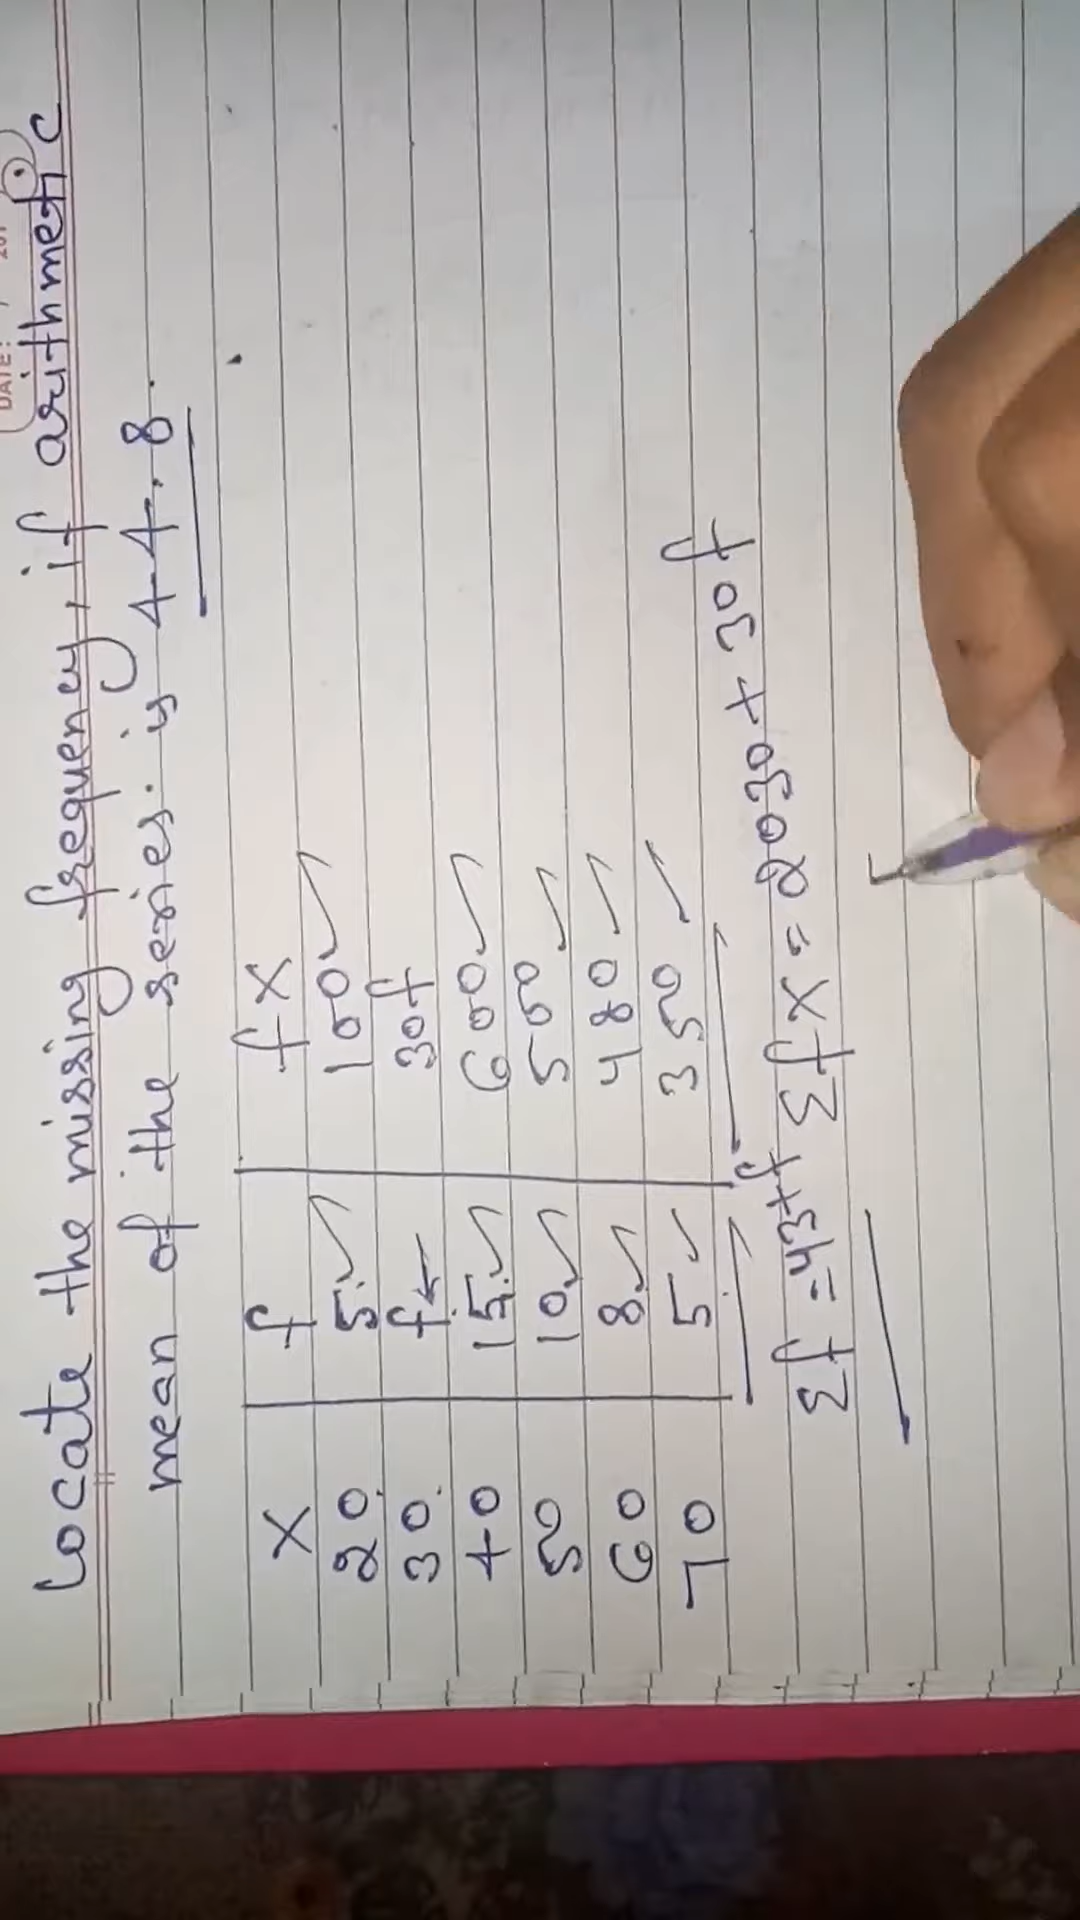 DATE:
Locate the missing frequency, if arithmetic
mean of the series. is 44.8.
X f fx
20. 5. 100
30. f 30f
40 15. 600
50 10 500
60 8. 480
70 5 350
Σf = 43+f Σfx = 2030 + 30f